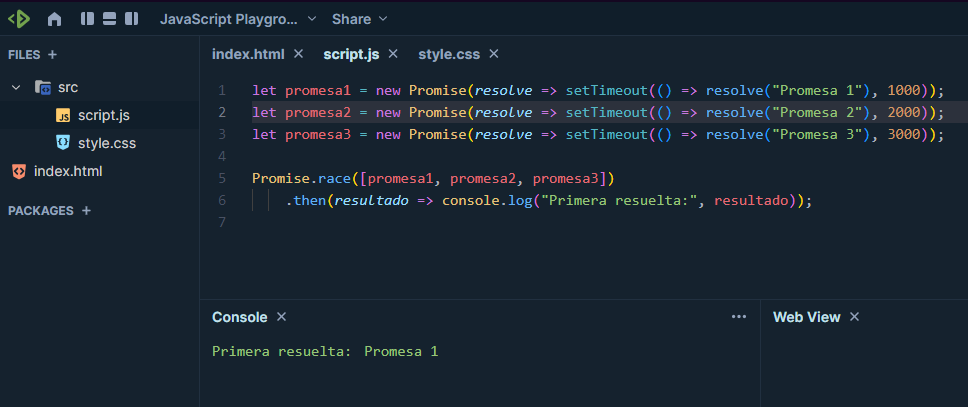 JavaScript Playgro... Share
FILES +
src
script.js
style.css
index.html
PACKAGES +
index.html × script.js × style.css ×
1 let promesa1 = new Promise(resolve => setTimeout(() => resolve("Promesa 1"), 1000));
2 let promesa2 = new Promise(resolve => setTimeout(() => resolve("Promesa 2"), 2000));
3 let promesa3 = new Promise(resolve => setTimeout(() => resolve("Promesa 3"), 3000));
4
5 Promise.race([promesa1, promesa2, promesa3])
6     .then(resultado => console.log("Primera resuelta:", resultado));
7
Console × ...
Primera resuelta: Promesa 1
Web View ×